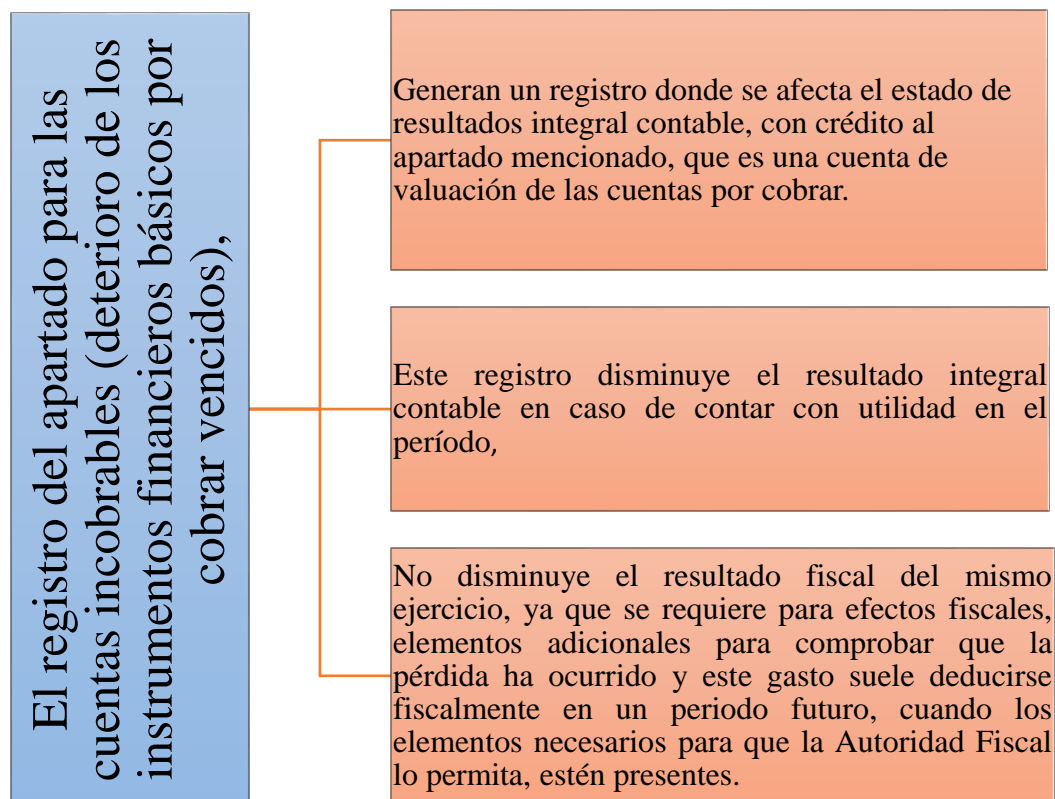 El registro del apartado para las
cuentas incobrables (deterioro de los
instrumentos financieros básicos por
cobrar vencidos),
Generan un registro donde se afecta el estado de
resultados integral contable, con crédito al
apartado mencionado, que es una cuenta de
valuación de las cuentas por cobrar.
Este registro disminuye el resultado integral
contable en caso de contar con utilidad en el
período,
No disminuye el resultado fiscal del mismo
ejercicio, ya que se requiere para efectos fiscales,
elementos adicionales para comprobar que la
pérdida ha ocurrido y este gasto suele deducirse
fiscalmente en un periodo futuro, cuando los
elementos necesarios para que la Autoridad Fiscal
lo permita, estén presentes.